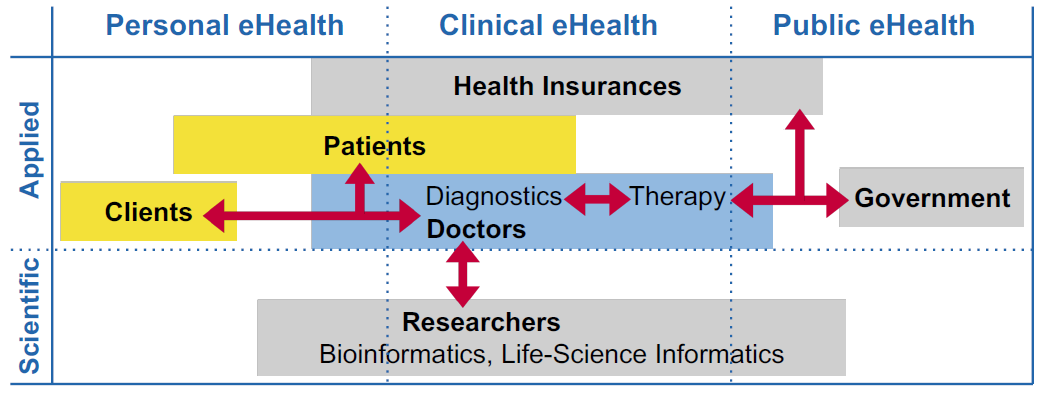 Personal eHealth
Clinical eHealth
Public eHealth
Applied
Health Insurances
Patients
Clients
Diagnostics
Therapy
Doctors
Government
Scientific
Researchers
Bioinformatics, Life-Science Informatics